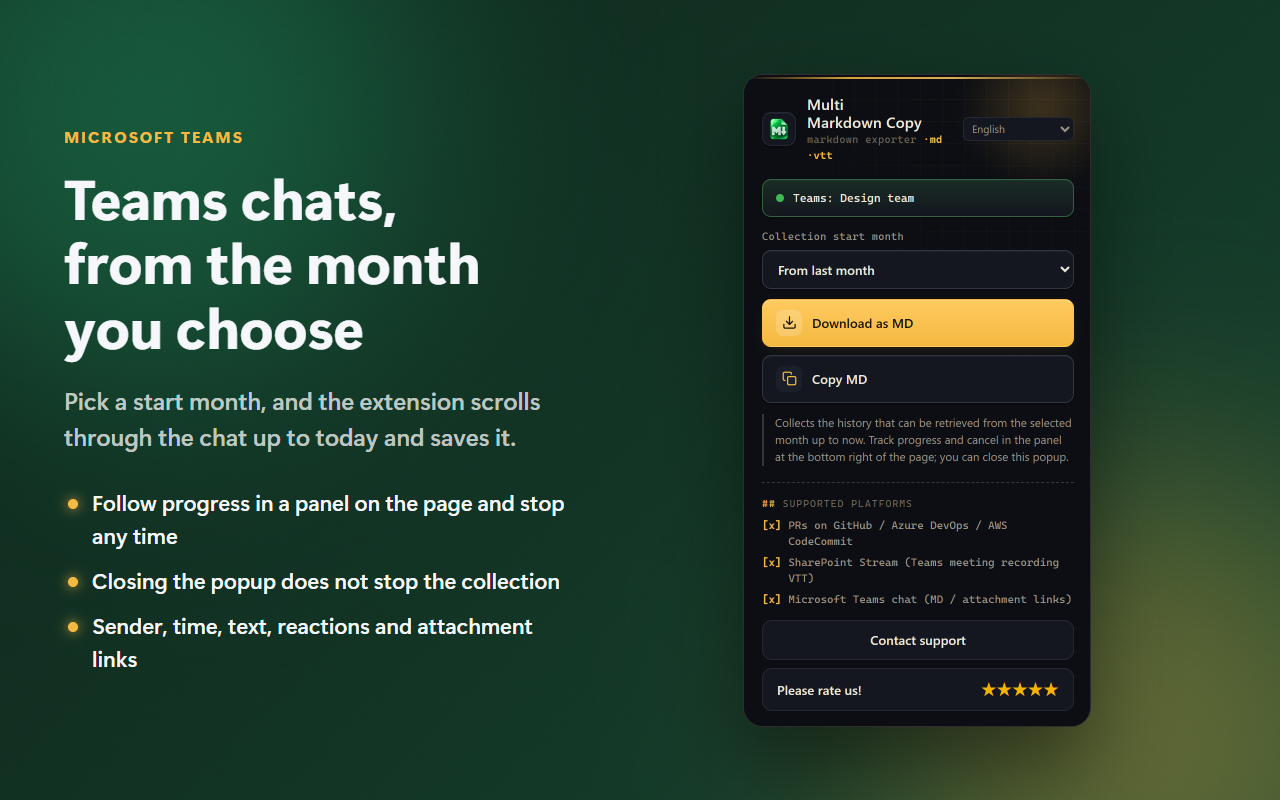 MICROSOFT TEAMS
Teams chats,
from the month
you choose
Pick a start month, and the extension scrolls
through the chat up to today and saves it.
Follow progress in a panel on the page and stop
any time
Closing the popup does not stop the collection
Sender, time, text, reactions and attachment
links
M↓
Multi
Markdown Copy
markdown exporter ·md
·vtt
English
Teams: Design team
Collection start month
From last month
Download as MD
Copy MD
Collects the history that can be retrieved from the selected
month up to now. Track progress and cancel in the panel
at the bottom right of the page; you can close this popup.
## SUPPORTED PLATFORMS
[x] PRs on GitHub / Azure DevOps / AWS
CodeCommit
[x] SharePoint Stream (Teams meeting recording
VTT)
[x] Microsoft Teams chat (MD / attachment links)
Contact support
Please rate us! ★★★★★